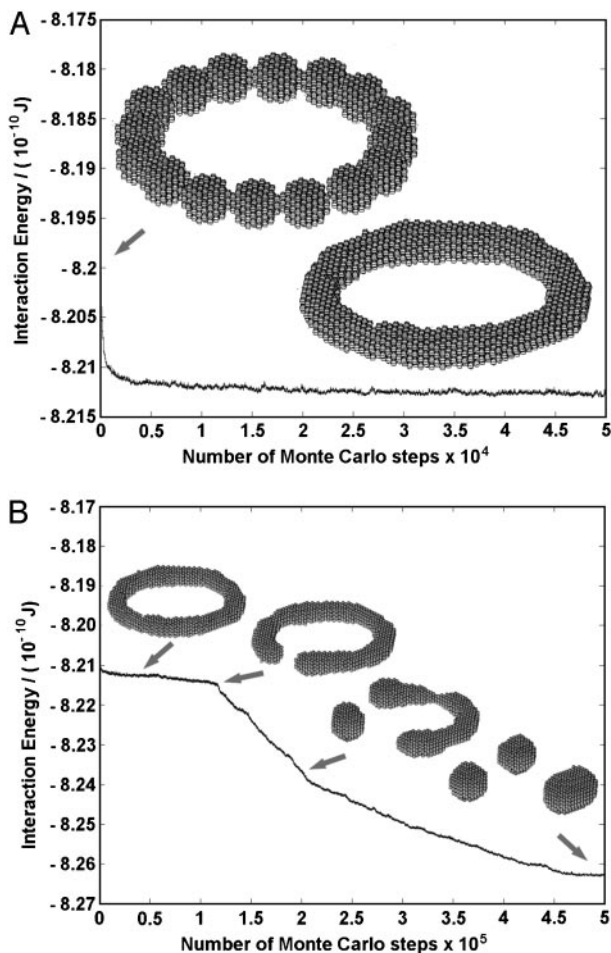 A
- 8.175
- 8.18
- 8.185
- 8.19
- 8.195
- 8.2
- 8.205
- 8.21
- 8.215
Interaction Energy / ( 10⁻¹⁰ J)
0 0.5 1 1.5 2 2.5 3 3.5 4 4.5 5
Number of Monte Carlo steps x 10⁴
B
- 8.17
- 8.18
- 8.19
- 8.20
- 8.21
- 8.22
- 8.23
- 8.24
- 8.25
- 8.26
- 8.27
Interaction Energy / ( 10⁻¹⁰ J)
0 0.5 1 1.5 2 2.5 3 3.5 4 4.5 5
Number of Monte Carlo steps x 10⁵